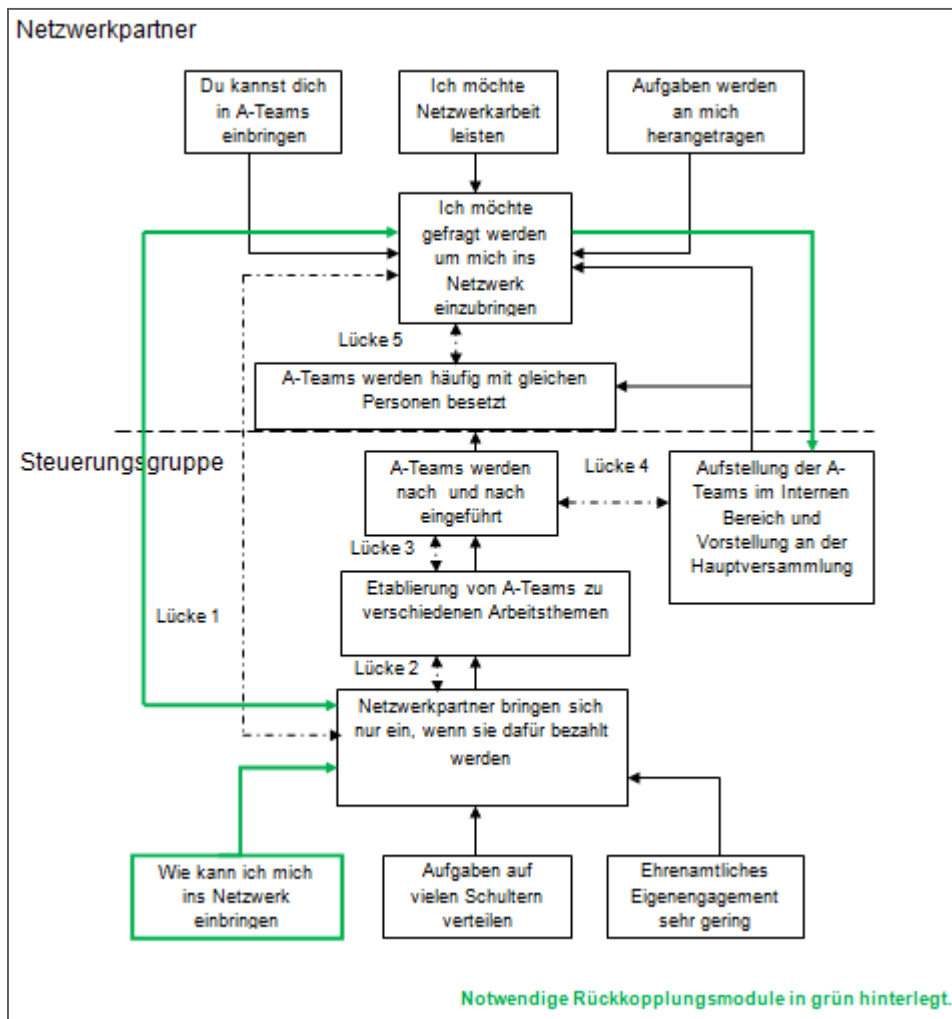 Netzwerkpartner
Du kannst dich
in A-Teams
einbringen
Ich möchte
Netzwerkarbeit
leisten
Aufgaben werden
an mich
herangetragen
Ich möchte
gefragt werden
um mich ins
Netzwerk
einzubringen
Lücke 5
A-Teams werden häufig mit gleichen
Personen besetzt
Steuerungsgruppe
A-Teams werden
nach und nach
eingeführt
Lücke 4
Aufstellung der A-
Teams im Internen
Bereich und
Vorstellung an der
Hauptversammlung
Lücke 3
Etablierung von A-Teams zu
verschiedenen Arbeitsthemen
Lücke 1
Lücke 2
Netzwerkpartner bringen sich
nur ein, wenn sie dafür bezahlt
werden
Wie kann ich mich
ins Netzwerk
einbringen
Aufgaben auf
vielen Schultern
verteilen
Ehrenamtliches
Eigenengagement
sehr gering
Notwendige Rückkopplungsmodule in grün hinterlegt.